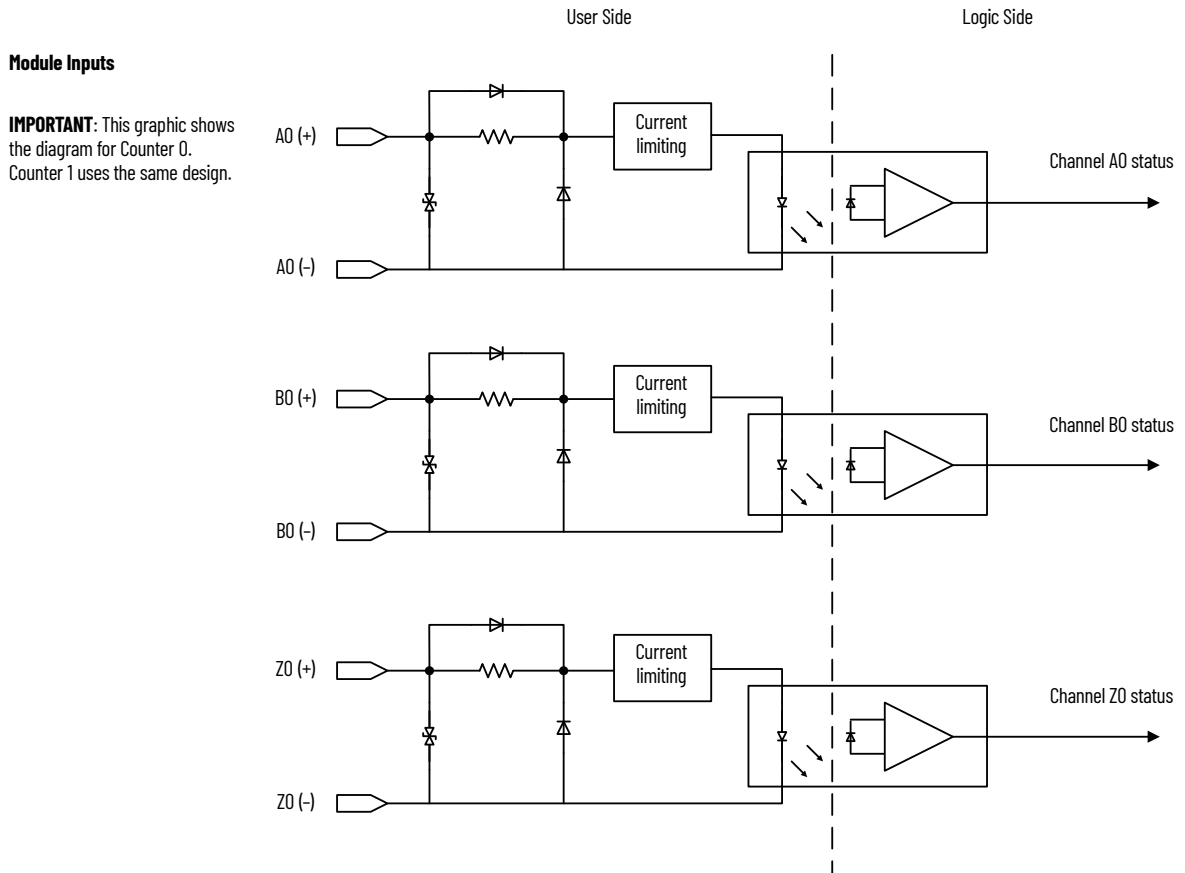 User Side
Logic Side
Module Inputs
IMPORTANT: This graphic shows
the diagram for Counter 0.
Counter 1 uses the same design.
A0 (+)
Current
limiting
Channel A0 status
A0 (–)
B0 (+)
Current
limiting
Channel B0 status
B0 (–)
Z0 (+)
Current
limiting
Channel Z0 status
Z0 (–)